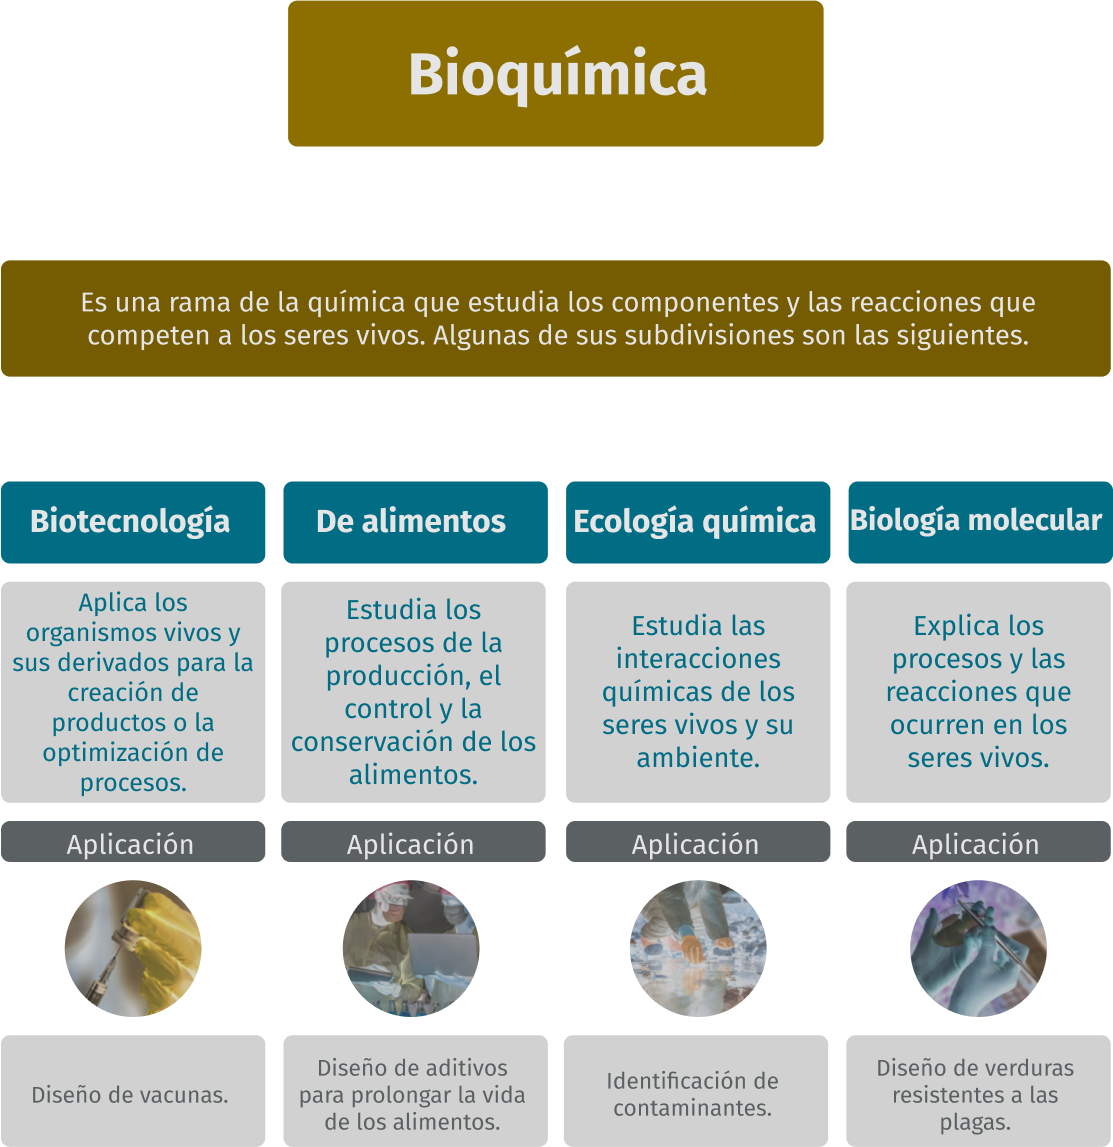 Bioquímica
Es una rama de la química que estudia los componentes y las reacciones que
competen a los seres vivos. Algunas de sus subdivisiones son las siguientes.
Biotecnología
Aplica los
organismos vivos y
sus derivados para la
creación de
productos o la
optimización de
procesos.
Aplicación
Diseño de vacunas.
De alimentos
Estudia los
procesos de la
producción, el
control y la
conservación de los
alimentos.
Aplicación
Diseño de aditivos
para prolongar la vida
de los alimentos.
Ecología química
Estudia las
interacciones
químicas de los
seres vivos y su
ambiente.
Aplicación
Identificación de
contaminantes.
Biología molecular
Explica los
procesos y las
reacciones que
ocurren en los
seres vivos.
Aplicación
Diseño de verduras
resistentes a las
plagas.